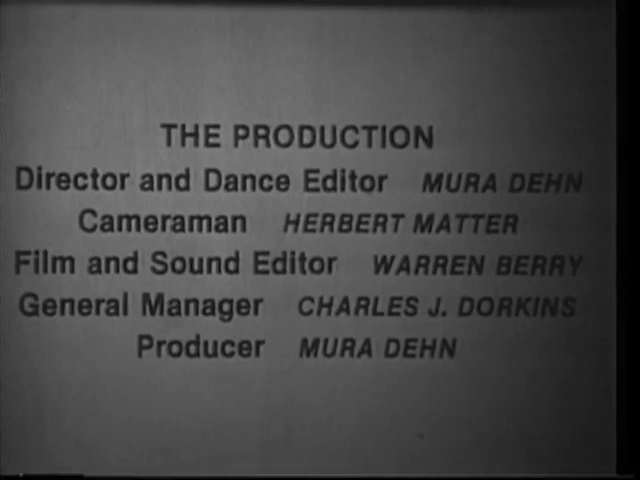 THE PRODUCTION
Director and Dance Editor MURA DEHN
Cameraman HERBERT MATTER
Film and Sound Editor WARREN BERRY
General Manager CHARLES J. DORKINS
Producer MURA DEHN